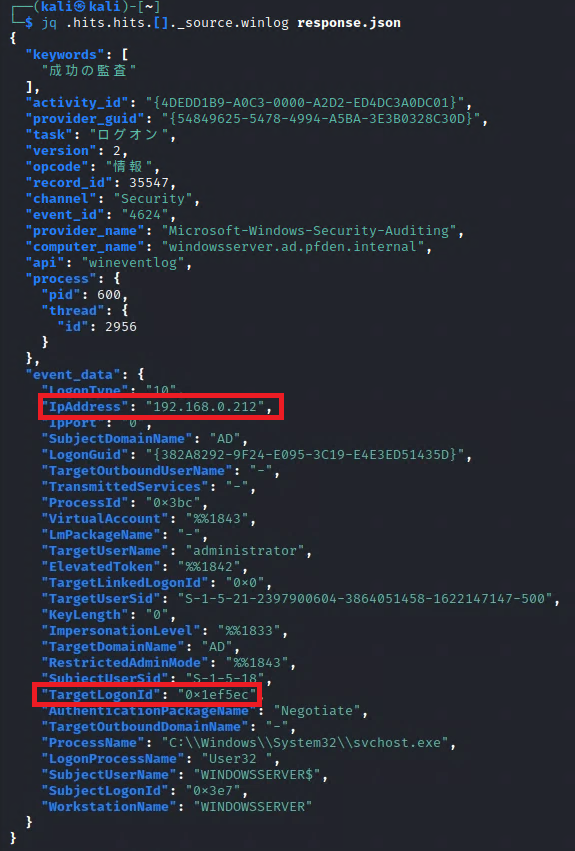 ┌──(kali㉿kali)-[~]
└─$ jq .hits.hits.[]._source.winlog response.json
{
  "keywords": [
    "成功の監査"
  ],
  "activity_id": "{4DEDD1B9-A0C3-0000-A2D2-ED4DC3A0DC01}",
  "provider_guid": "{54849625-5478-4994-A5BA-3E3B0328C30D}",
  "task": "ログオン",
  "version": 2,
  "opcode": "情報",
  "record_id": 35547,
  "channel": "Security",
  "event_id": "4624",
  "provider_name": "Microsoft-Windows-Security-Auditing",
  "computer_name": "windowsserver.ad.pfden.internal",
  "api": "wineventlog",
  "process": {
    "pid": 600,
    "thread": {
      "id": 2956
    }
  },
  "event_data": {
    "LogonType": "10",
    "IpAddress": "192.168.0.212",
    "IpPort": "0",
    "SubjectDomainName": "AD",
    "LogonGuid": "{382A8292-9F24-E095-3C19-E4E3ED51435D}",
    "TargetOutboundUserName": "-",
    "TransmittedServices": "-",
    "ProcessId": "0×3bc",
    "VirtualAccount": "%%1843",
    "LmPackageName": "-",
    "TargetUserName": "administrator",
    "ElevatedToken": "%%1842",
    "TargetLinkedLogonId": "0×0",
    "TargetUserSid": "S-1-5-21-2397900604-3864051458-1622147147-500",
    "KeyLength": "0",
    "ImpersonationLevel": "%%1833",
    "TargetDomainName": "AD",
    "RestrictedAdminMode": "%%1843",
    "SubjectUserSid": "S-1-5-18",
    "TargetLogonId": "0×1ef5ec",
    "AuthenticationPackageName": "Negotiate",
    "TargetOutboundDomainName": "-",
    "ProcessName": "C:\\Windows\\System32\\svchost.exe",
    "LogonProcessName": "User32 ",
    "SubjectUserName": "WINDOWSSERVER$",
    "SubjectLogonId": "0×3e7",
    "WorkstationName": "WINDOWSSERVER"
  }
}